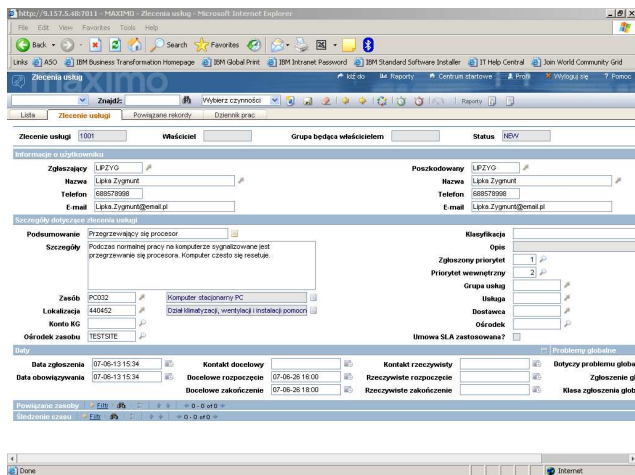 http://9.157.5.48:7011 - MAXIMO - Zlecenia usług - Microsoft Internet Explorer
File Edit View Favorites Tools Help
Back Search Favorites
Links ASO IBM Business Transformation Homepage IBM Global Print IBM Intranet Password IBM Standard Software Installer IT Help Central Join World Community Grid
Zlecenia usług maximo Idź do Raporty Centrum startowe Profil Wyloguj się ? Pomoc
Znajdź: Wybierz czynności Raporty
Lista Zlecenie usługi Powiązane rekordy Dziennik prac
Zlecenie usługi 1001 Właściciel Grupa będąca właścicielem Status NEW
Informacje o użytkowniku
Zgłaszający LIPZYG Poszkodowany LIPZYG
Nazwa Lipka Zygmunt Nazwa Lipka Zygmunt
Telefon 688578998 Telefon 688578998
E-mail Lipka.Zygmunt@email.pl E-mail Lipka.Zygmunt@email.pl
Szczegóły dotyczące zlecenia usługi
Podsumowanie Przegrzewający się procesor Klasyfikacja
Szczegóły Podczas normalnej pracy na komputerze sygnalizowane jest Opis
przegrzewanie się procesora. Komputer czesto się resetuje. Zgłoszony priorytet 1
Priorytet wewnętrzny 2
Grupa usług
Zasób PC032 Komputer stacjonarny PC Usługa
Lokalizacja 440452 Dział klimatyzacji, wentylacji i instalacji pomocn Dostawca
Konto KG Ośrodek
Ośrodek zasobu TESTSITE Umowa SLA zastosowana?
Daty Problemy globalne
Data zgłoszenia 07-06-13 15:34 Kontakt docelowy Kontakt rzeczywisty Dotyczy problemu globa
Data obowiązywania 07-06-13 15:34 Docelowe rozpoczęcie 07-06-26 16:00 Rzeczywiste rozpoczęcie Zgłoszenie gl
Docelowe zakończenie 07-06-26 18:00 Rzeczywiste zakończenie Klasa zgłoszenia glob
Powiązane zasoby Filtr 0 - 0 of 0
Śledzenie czasu Filtr 0 - 0 of 0
Done Internet